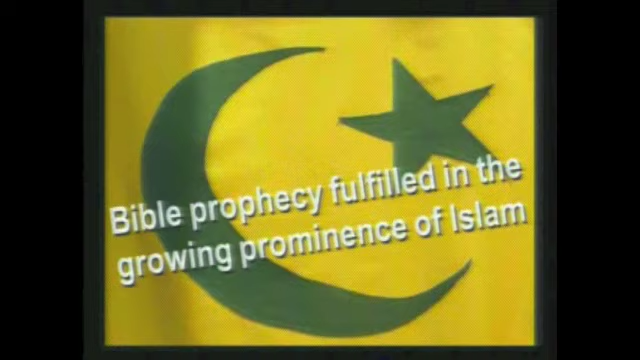 Bible prophecy fulfilled in the
growing prominence of Islam